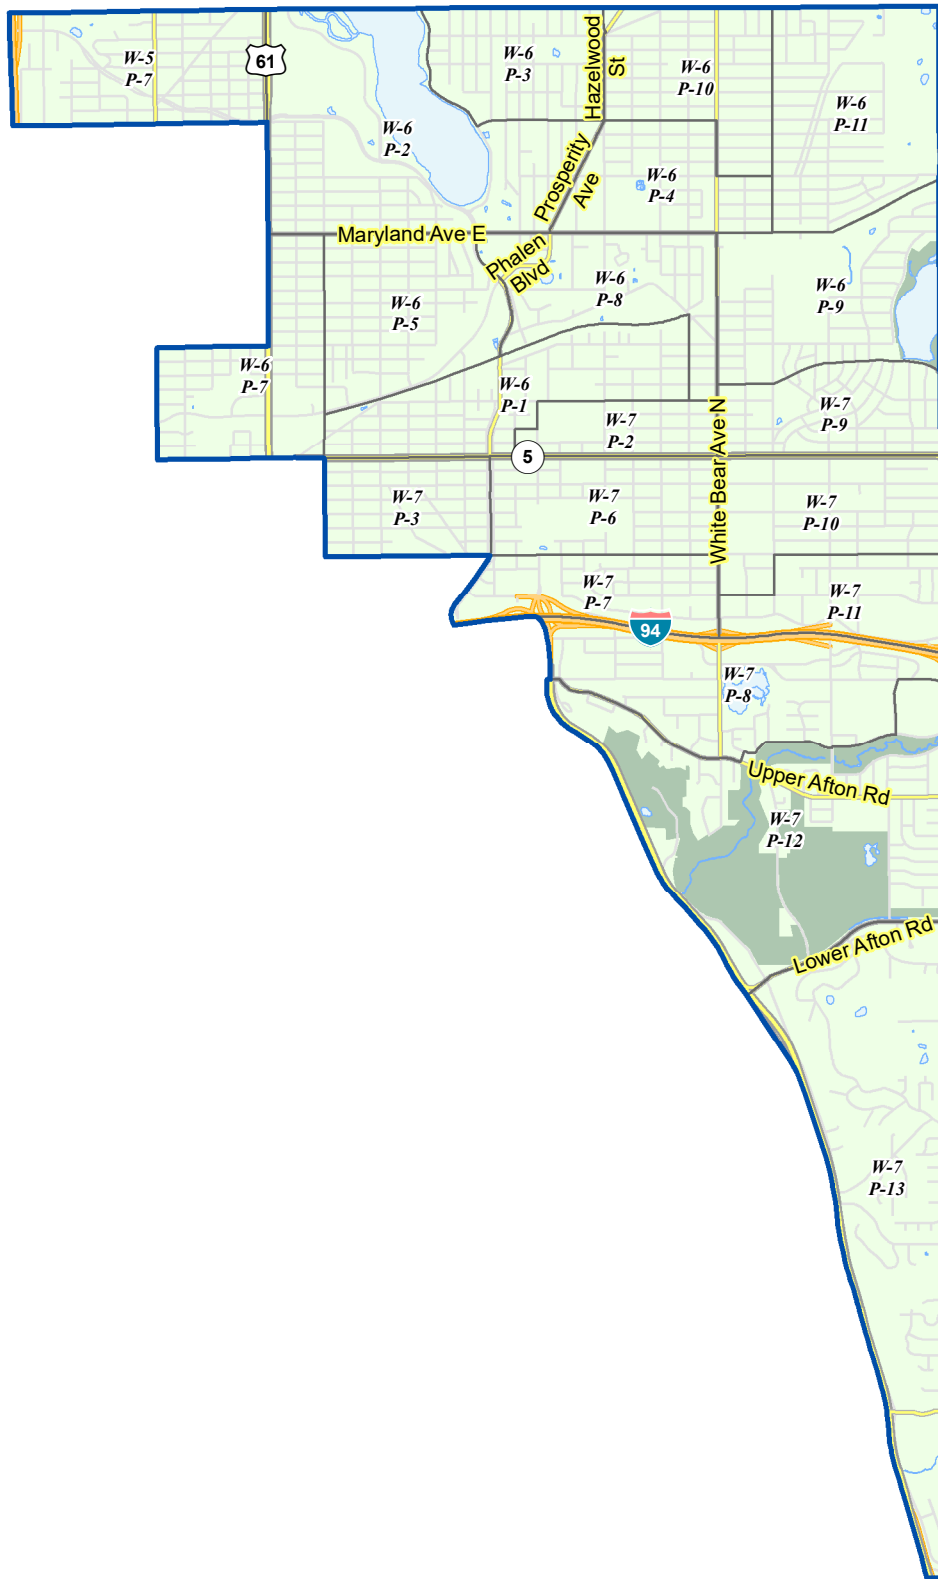 W-5
P-7
61
W-6
P-3
Hazelwood
St
W-6
P-10
W-6
P-11
W-6
P-2
Prosperity
Ave
W-6
P-4
Maryland Ave E
Phalen
Blvd
W-6
P-8
W-6
P-9
W-6
P-5
W-6
P-7
W-6
P-1
W-7
P-2
White Bear Ave N
W-7
P-9
5
W-7
P-3
W-7
P-6
W-7
P-10
W-7
P-7
94
W-7
P-11
W-7
P-8
Upper Afton Rd
W-7
P-12
Lower Afton Rd
W-7
P-13